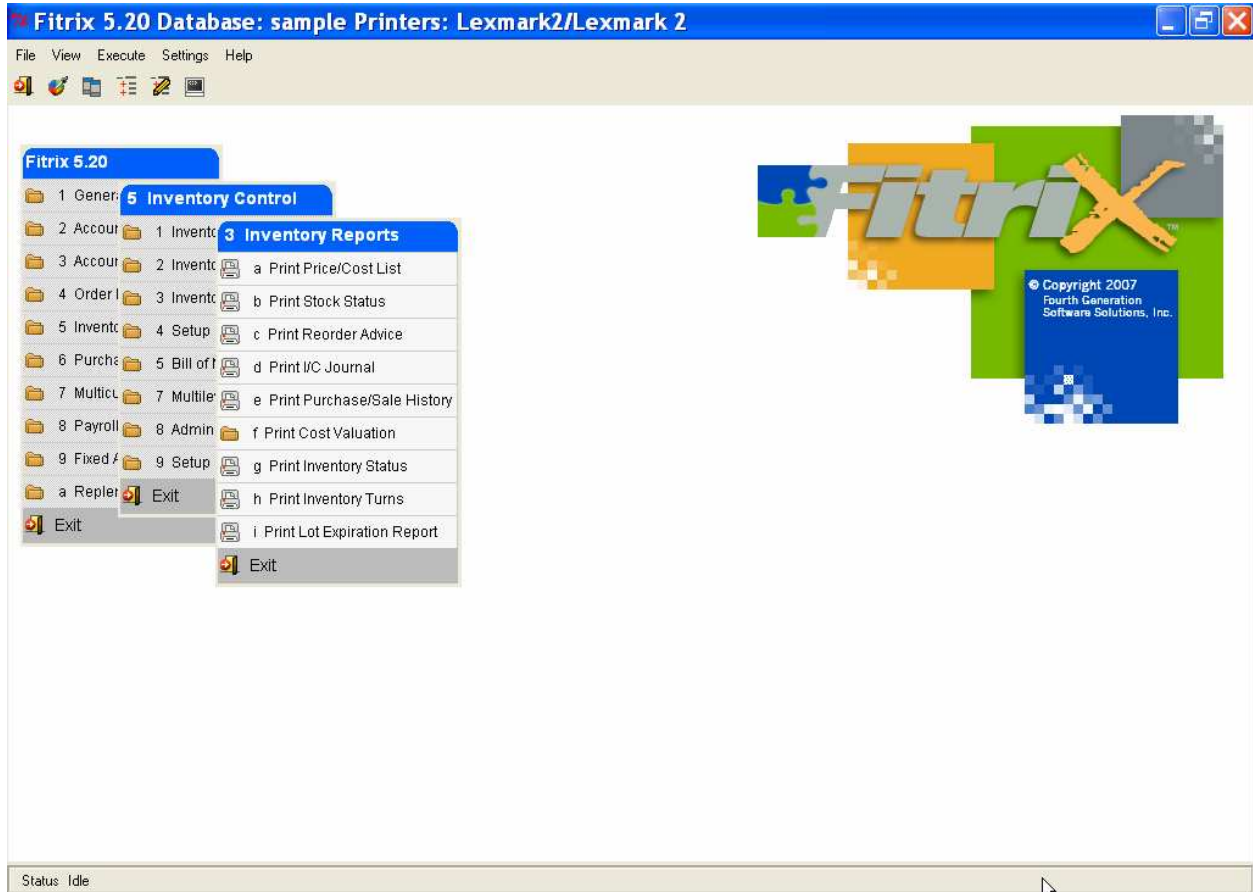 Fitrix 5.20 Database: sample Printers: Lexmark2/Lexmark 2
File View Execute Settings Help
Fitrix
TM
© Copyright 2007
Fourth Generation
Software Solutions, Inc.
Fitrix 5.20
1 Gener
2 Accour
3 Accour
4 Order
5 Invento
6 Purcha
7 Multicu
8 Payroll
9 Fixed
a Repler
Exit
5 Inventory Control
1 Invento
2 Invento
3 Invento
4 Setup
5 Bill of
7 Multile
8 Admin
9 Setup
Exit
3 Inventory Reports
a Print Price/Cost List
b Print Stock Status
c Print Reorder Advice
d Print I/C Journal
e Print Purchase/Sale History
f Print Cost Valuation
g Print Inventory Status
h Print Inventory Turns
i Print Lot Expiration Report
Exit
Status Idle